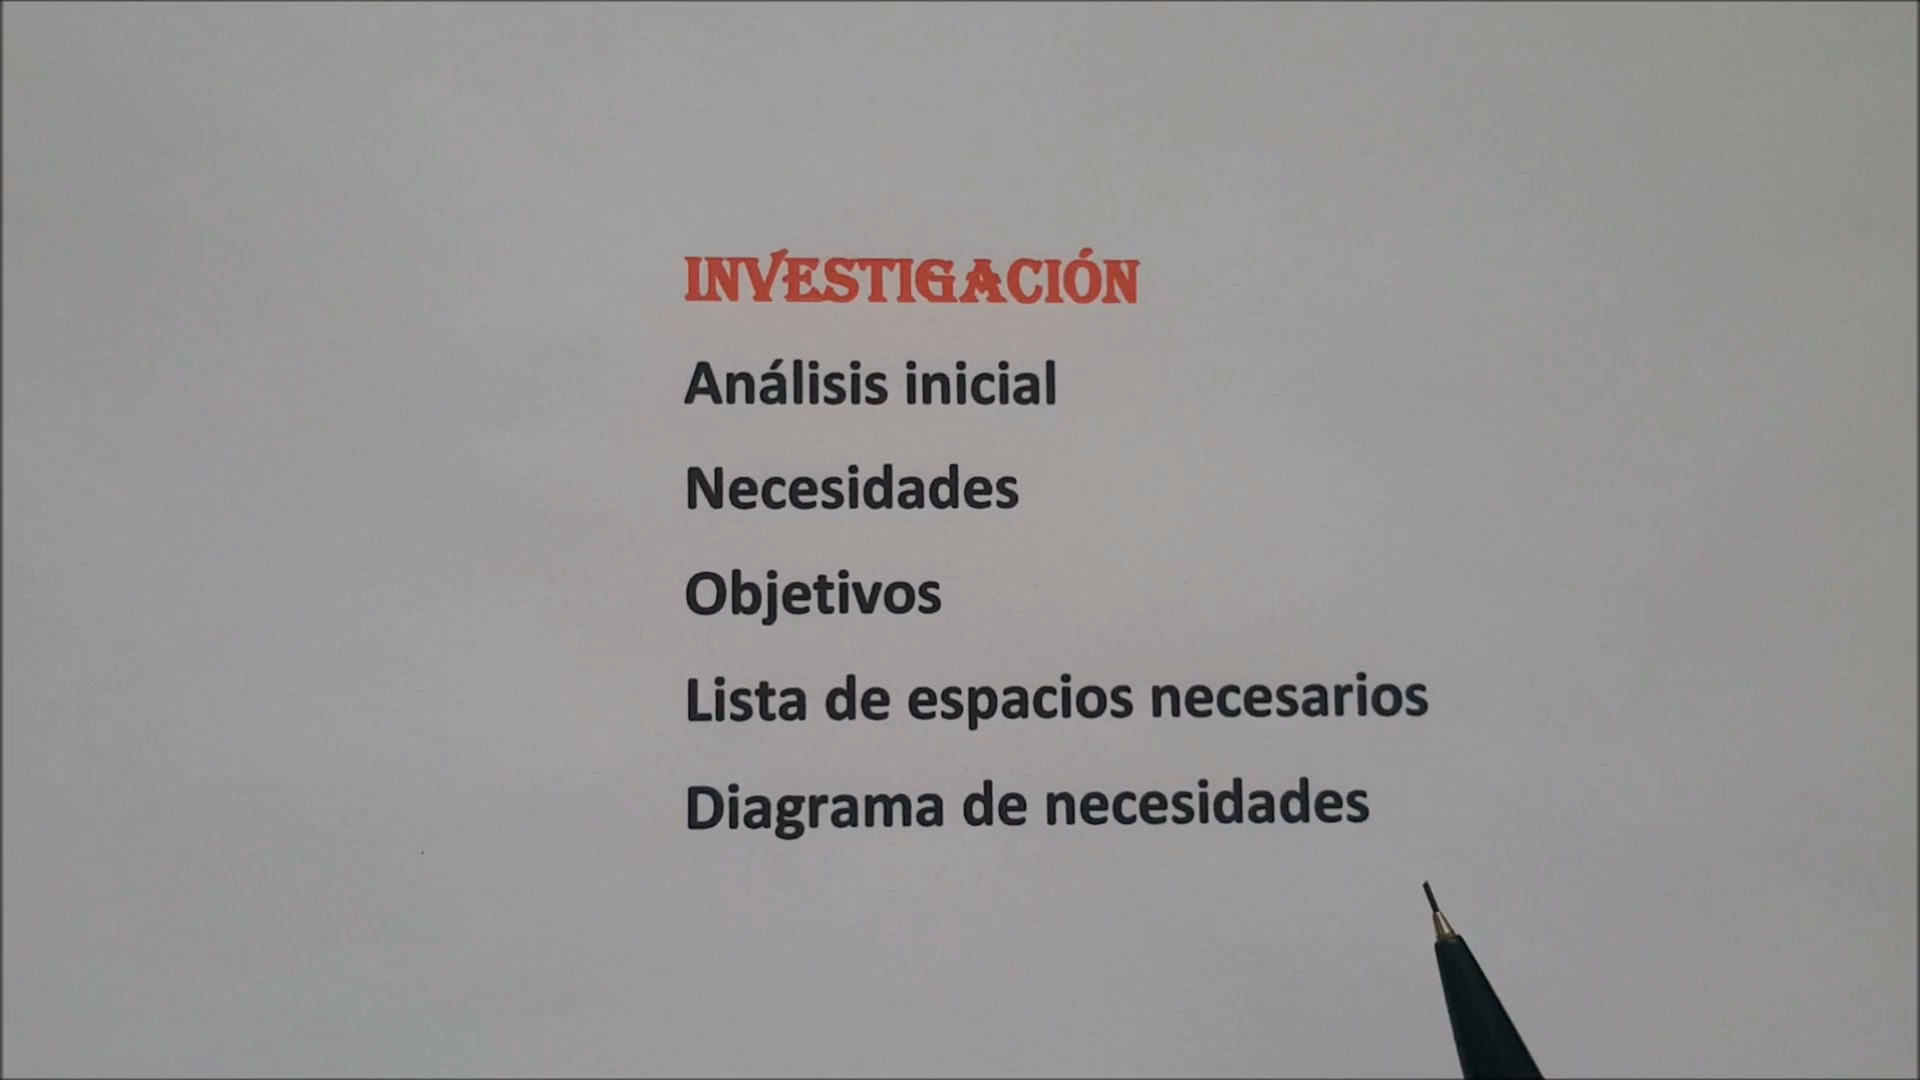 INVESTIGACIÓN
Análisis inicial
Necesidades
Objetivos
Lista de espacios necesarios
Diagrama de necesidades